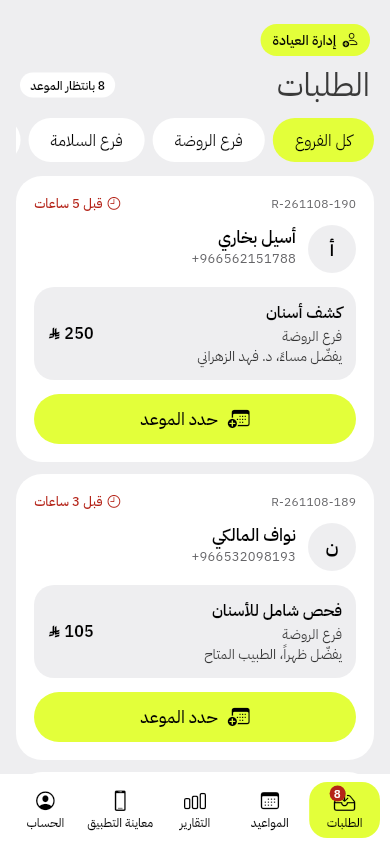 إدارة العيادة
الطلبات
8 بانتظار الموعد
كل الفروع
فرع الروضة
فرع السلامة
R-261108-190
قبل 5 ساعات
أ
أسيل بخاري
+966562151788
كشف أسنان
فرع الروضة
يفضّل مساءً، د. فهد الزهراني
250 ⃁
حدد الموعد
R-261108-189
قبل 3 ساعات
ن
نواف المالكي
+966532098193
فحص شامل للأسنان
فرع الروضة
يفضّل ظهراً، الطبيب المتاح
105 ⃁
حدد الموعد
8
الطلبات
المواعيد
التقارير
معاينة التطبيق
الحساب